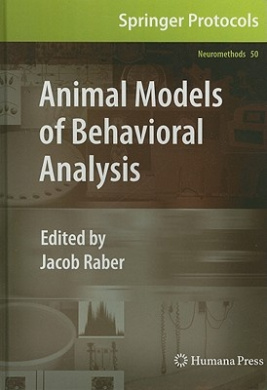 Springer Protocols
Neuromethods 50
Animal Models
of Behavioral
Analysis
Edited by
Jacob Raber
Humana Press